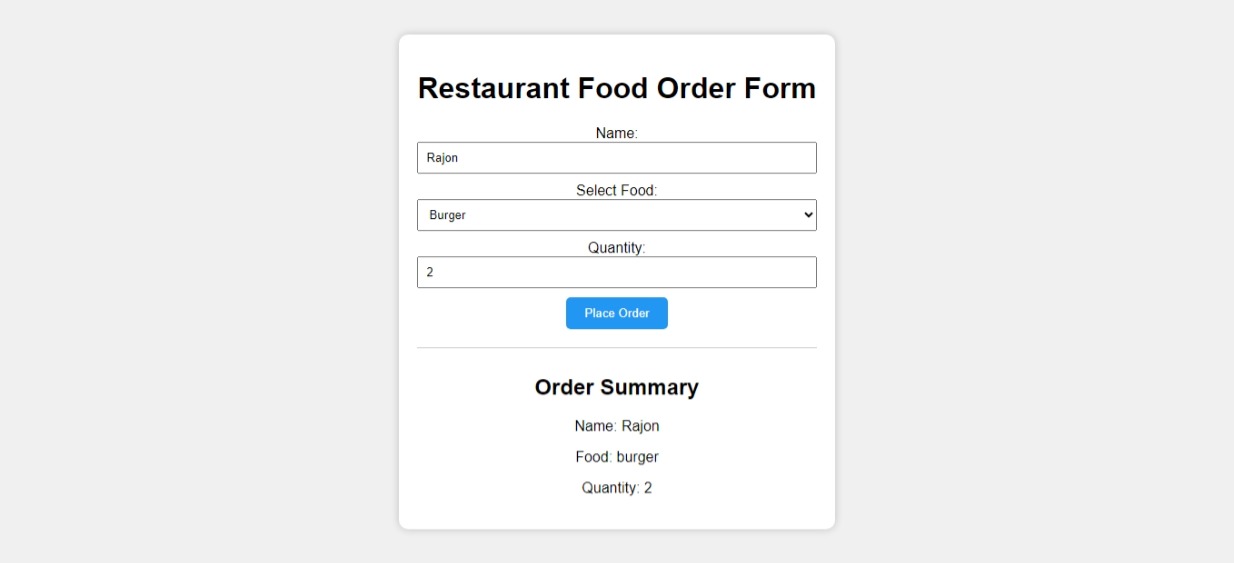 Restaurant Food Order Form
Name:
Rajon
Select Food:
Burger
Quantity:
2
Place Order
Order Summary
Name: Rajon
Food: burger
Quantity: 2